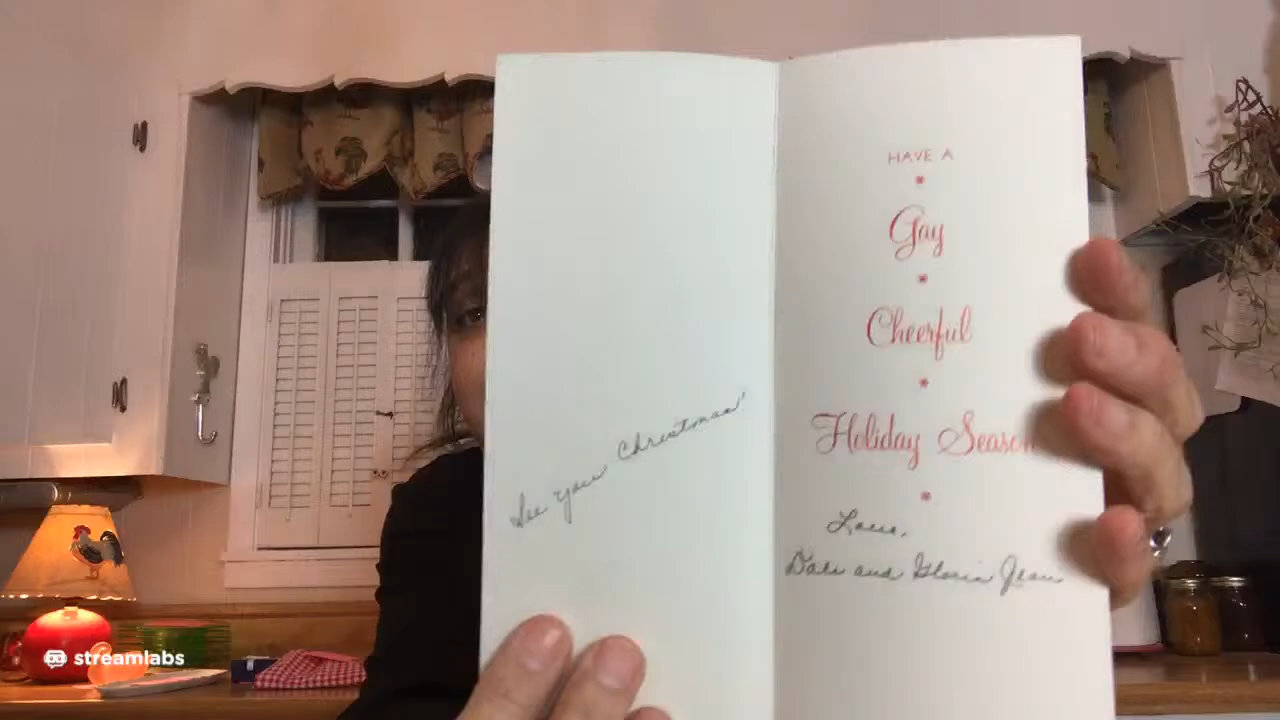 See you Christmas!
HAVE A
Gay
Cheerful
Holiday Season
Love,
Dale and Gloria Jean
streamlabs